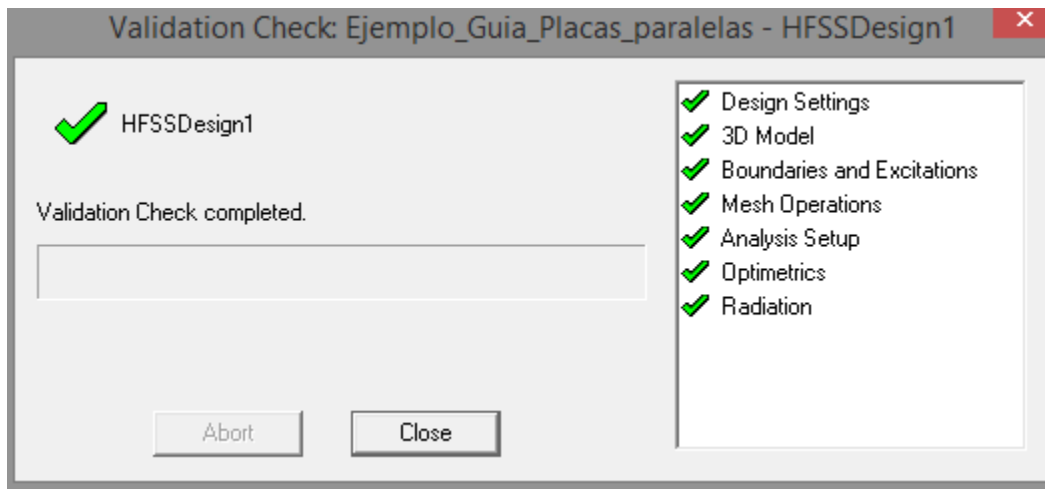 Validation Check: Ejemplo_Guia_Placas_paralelas - HFSSDesign1
HFSSDesign1
Validation Check completed.
Abort
Close
Design Settings
3D Model
Boundaries and Excitations
Mesh Operations
Analysis Setup
Optimetrics
Radiation